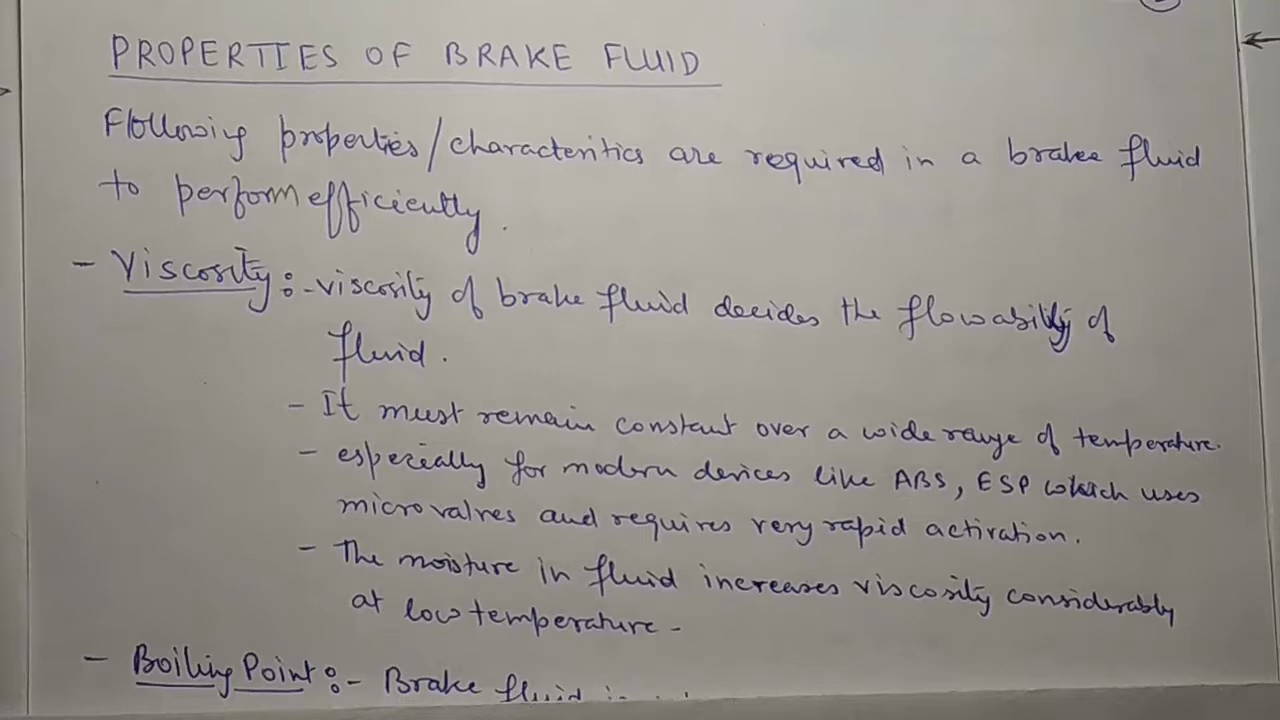 PROPERTIES OF BRAKE FLUID
Following properties/characteritics are required in a brake fluid
to perform efficiently.
- Viscosity :- viscosity of brake fluid decides the flowability of
fluid.
- It must remain constant over a wide range of temperature.
- especially for modern devices like ABS, ESP which uses
microvalves and requires very rapid activation.
- The moisture in fluid increases viscosity considerably
at low temperature -
- Boiling Point :- Brake fluid